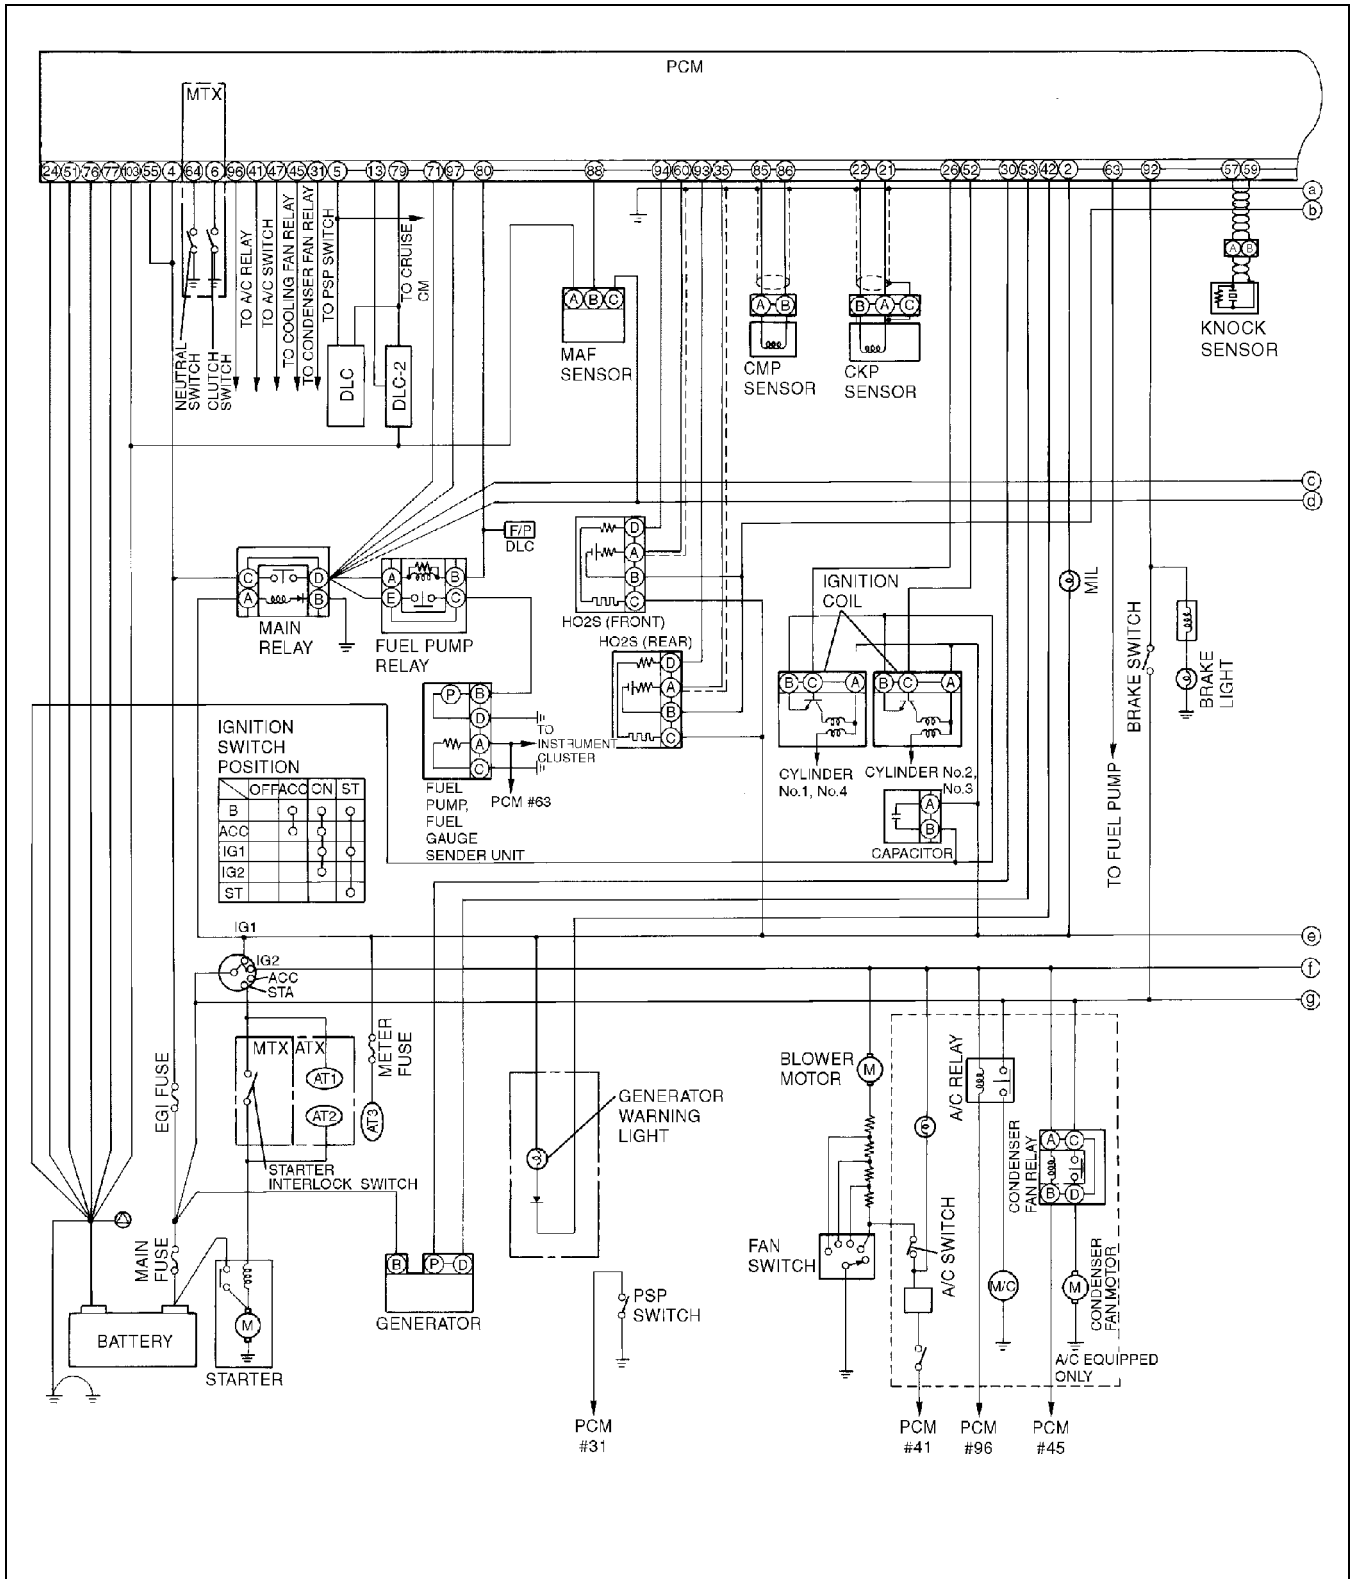 PCM
MTX
24 51 76 77 103 55 4 64 6 96 41 47 45 31 5 13 79 71 97 80 88 94 60 93 35 85 86 22 21 26 52 30 53 42 2 63 92 57 59
a
b
NEUTRAL
SWITCH
CLUTCH
SWITCH
TO A/C RELAY
TO A/C SWITCH
TO COOLING FAN RELAY
TO CONDENSER FAN RELAY
TO PSP SWITCH
TO CRUISE
CM
DLC
DLC-2
A B C
MAF
SENSOR
A B
CMP
SENSOR
B A C
CKP
SENSOR
A B
KNOCK
SENSOR
c
d
F/P
DLC
C D
A B
MAIN
RELAY
A B
E C
FUEL PUMP
RELAY
D
A
B
C
HO2S (FRONT)
HO2S (REAR)
D
A
B
C
IGNITION
COIL
B C A
B C A
CYLINDER
No.1, No.4
CYLINDER No.2,
No.3
A
B
CAPACITOR
MIL
TO FUEL PUMP
BRAKE SWITCH
BRAKE
LIGHT
P B
D
A
C
TO
INSTRUMENT
CLUSTER
PCM #63
FUEL
PUMP,
FUEL
GAUGE
SENDER UNIT
IGNITION
SWITCH
POSITION
OFF ACC ON ST
B
ACC
IG1
IG2
ST
IG1
IG2
ACC
STA
e
f
g
EGI FUSE
MTX ATX
AT1
AT2
AT3
METER
FUSE
STARTER
INTERLOCK SWITCH
GENERATOR
WARNING
LIGHT
BLOWER
MOTOR
M
FAN
SWITCH
A/C RELAY
A/C SWITCH
M/C
CONDENSER
FAN RELAY
A C
B D
M
CONDENSER
FAN MOTOR
A/C EQUIPPED
ONLY
MAIN
FUSE
BATTERY
M
STARTER
B P D
GENERATOR
PSP
SWITCH
PCM
#31
PCM
#41
PCM
#96
PCM
#45